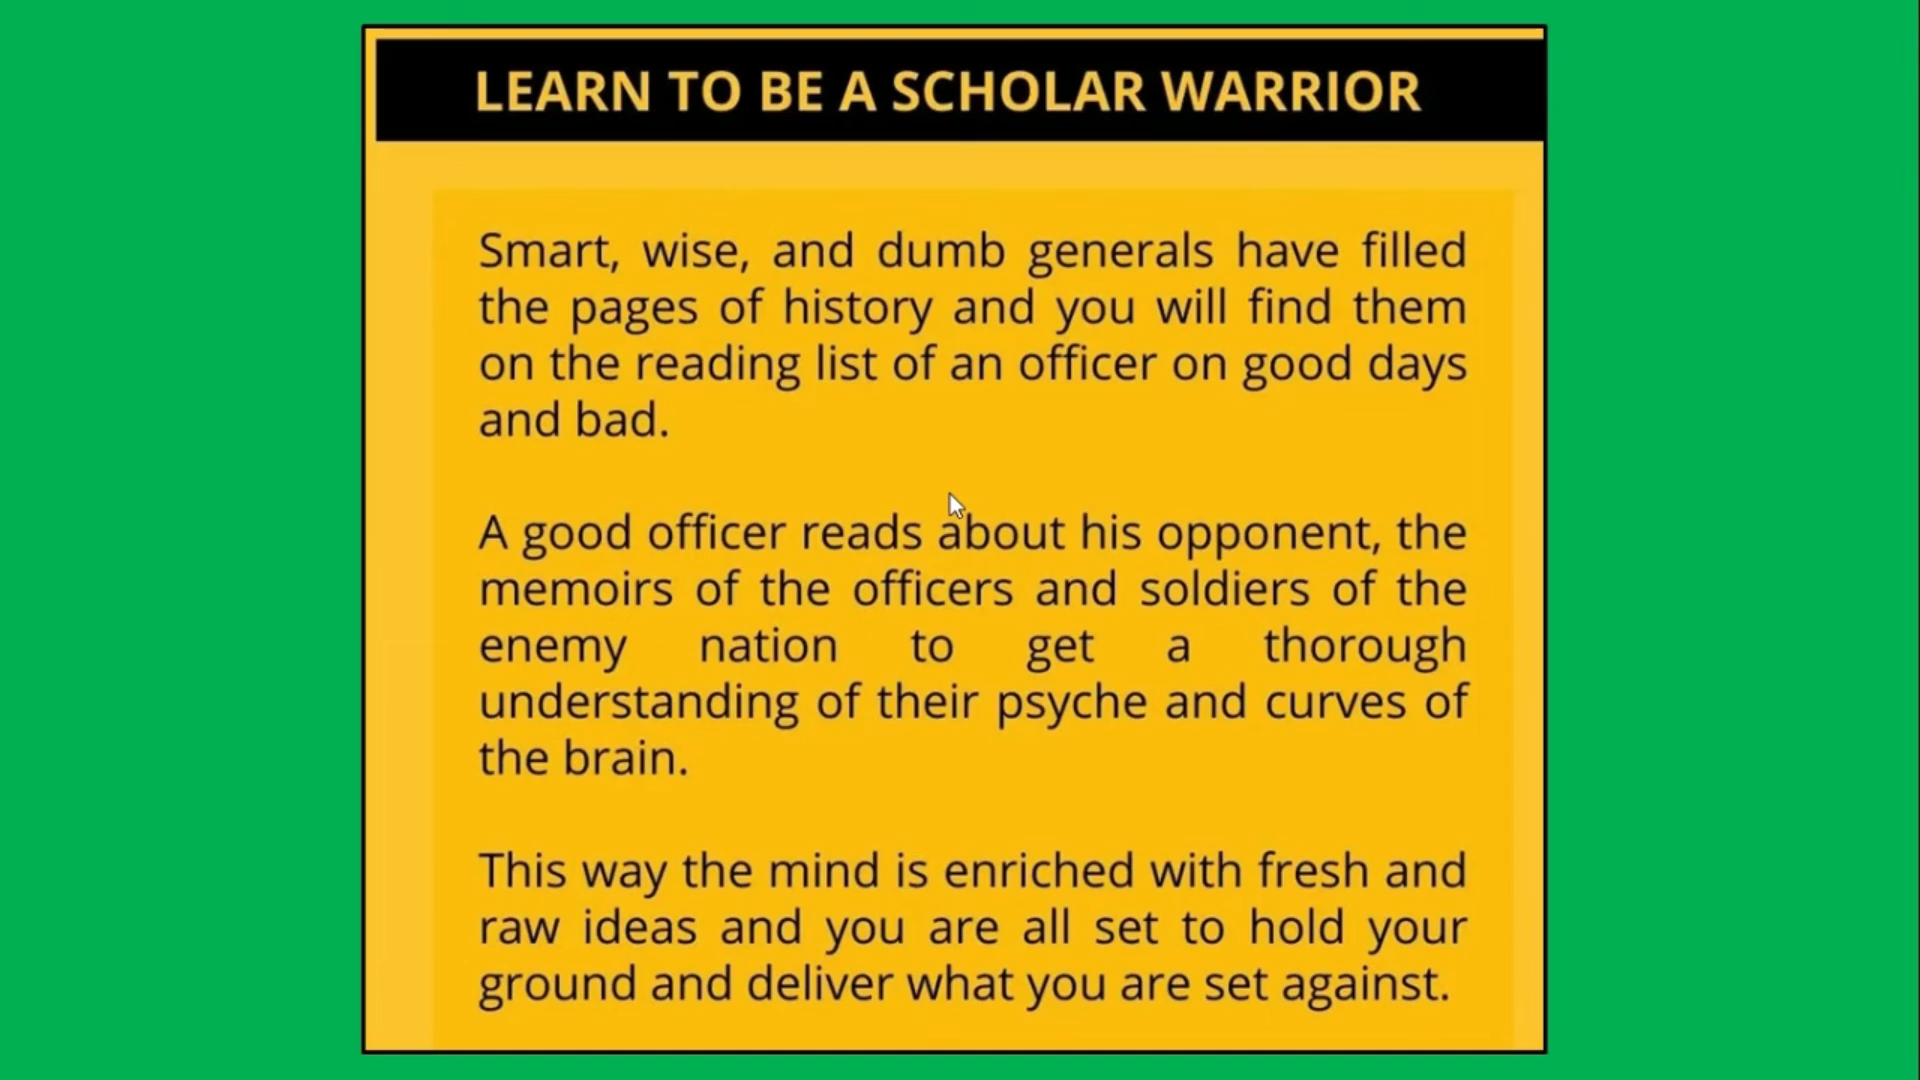 LEARN TO BE A SCHOLAR WARRIOR
Smart, wise, and dumb generals have filled
the pages of history and you will find them
on the reading list of an officer on good days
and bad.
A good officer reads about his opponent, the
memoirs of the officers and soldiers of the
enemy nation to get a thorough
understanding of their psyche and curves of
the brain.
This way the mind is enriched with fresh and
raw ideas and you are all set to hold your
ground and deliver what you are set against.